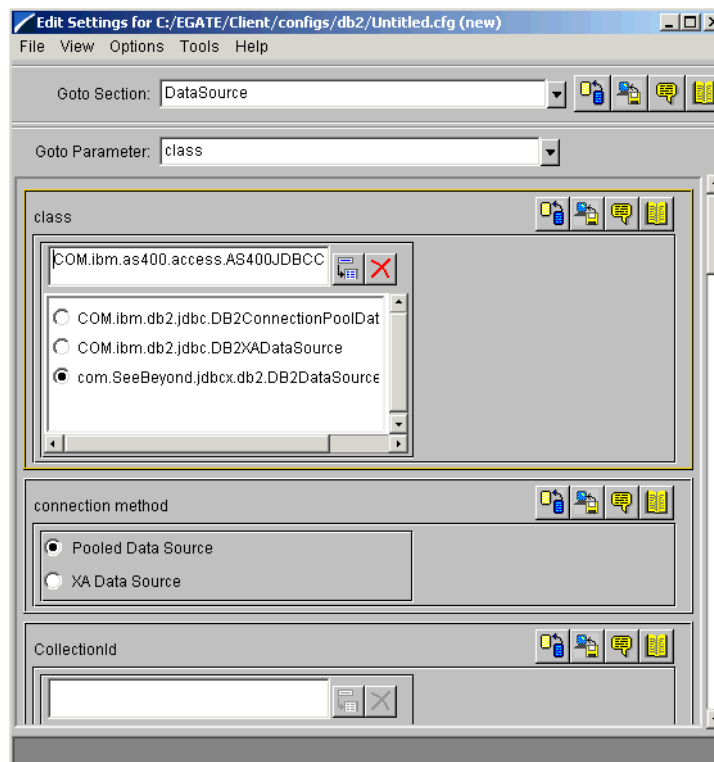 Edit Settings for C:/EGATE/Client/configs/db2/Untitled.cfg (new)
File View Options Tools Help
Goto Section: DataSource
Goto Parameter: class
class
COM.ibm.as400.access.AS400JDBCC
COM.ibm.db2.jdbc.DB2ConnectionPoolDat
COM.ibm.db2.jdbc.DB2XADataSource
com.SeeBeyond.jdbcx.db2.DB2DataSource
connection method
Pooled Data Source
XA Data Source
CollectionId